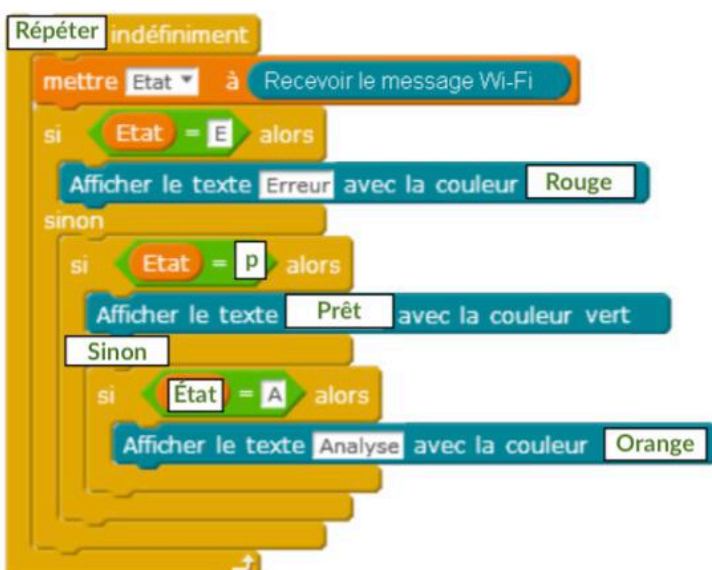 Répéter indéfiniment
mettre Etat à Recevoir le message Wi-Fi
si Etat = E alors
Afficher le texte Erreur avec la couleur Rouge
sinon
si Etat = p alors
Afficher le texte Prêt avec la couleur vert
Sinon
si État = A alors
Afficher le texte Analyse avec la couleur Orange